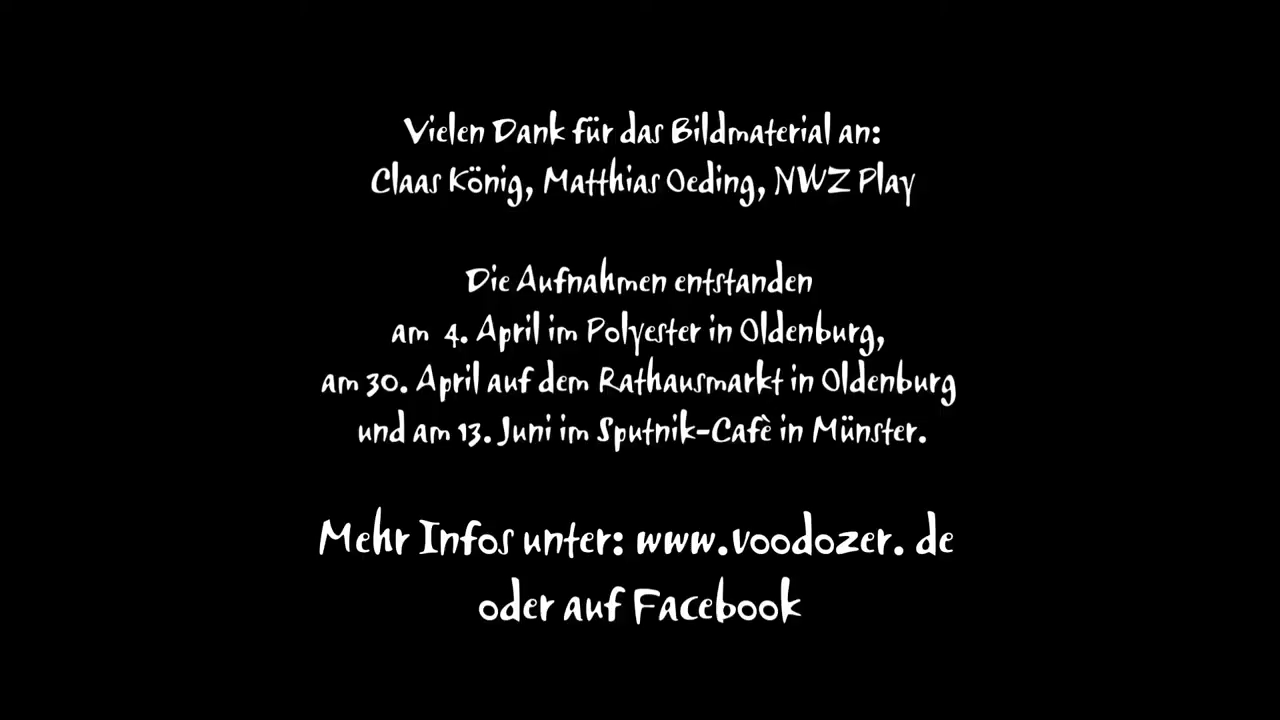 Vielen Dank für das Bildmaterial an:
Claas König, Matthias Oeding, NWZ Play
Die Aufnahmen entstanden
am 4. April im Polyester in Oldenburg,
am 30. April auf dem Rathausmarkt in Oldenburg
und am 13. Juni im Sputnik-Cafè in Münster.
Mehr Infos unter: www.voodozer. de
oder auf Facebook